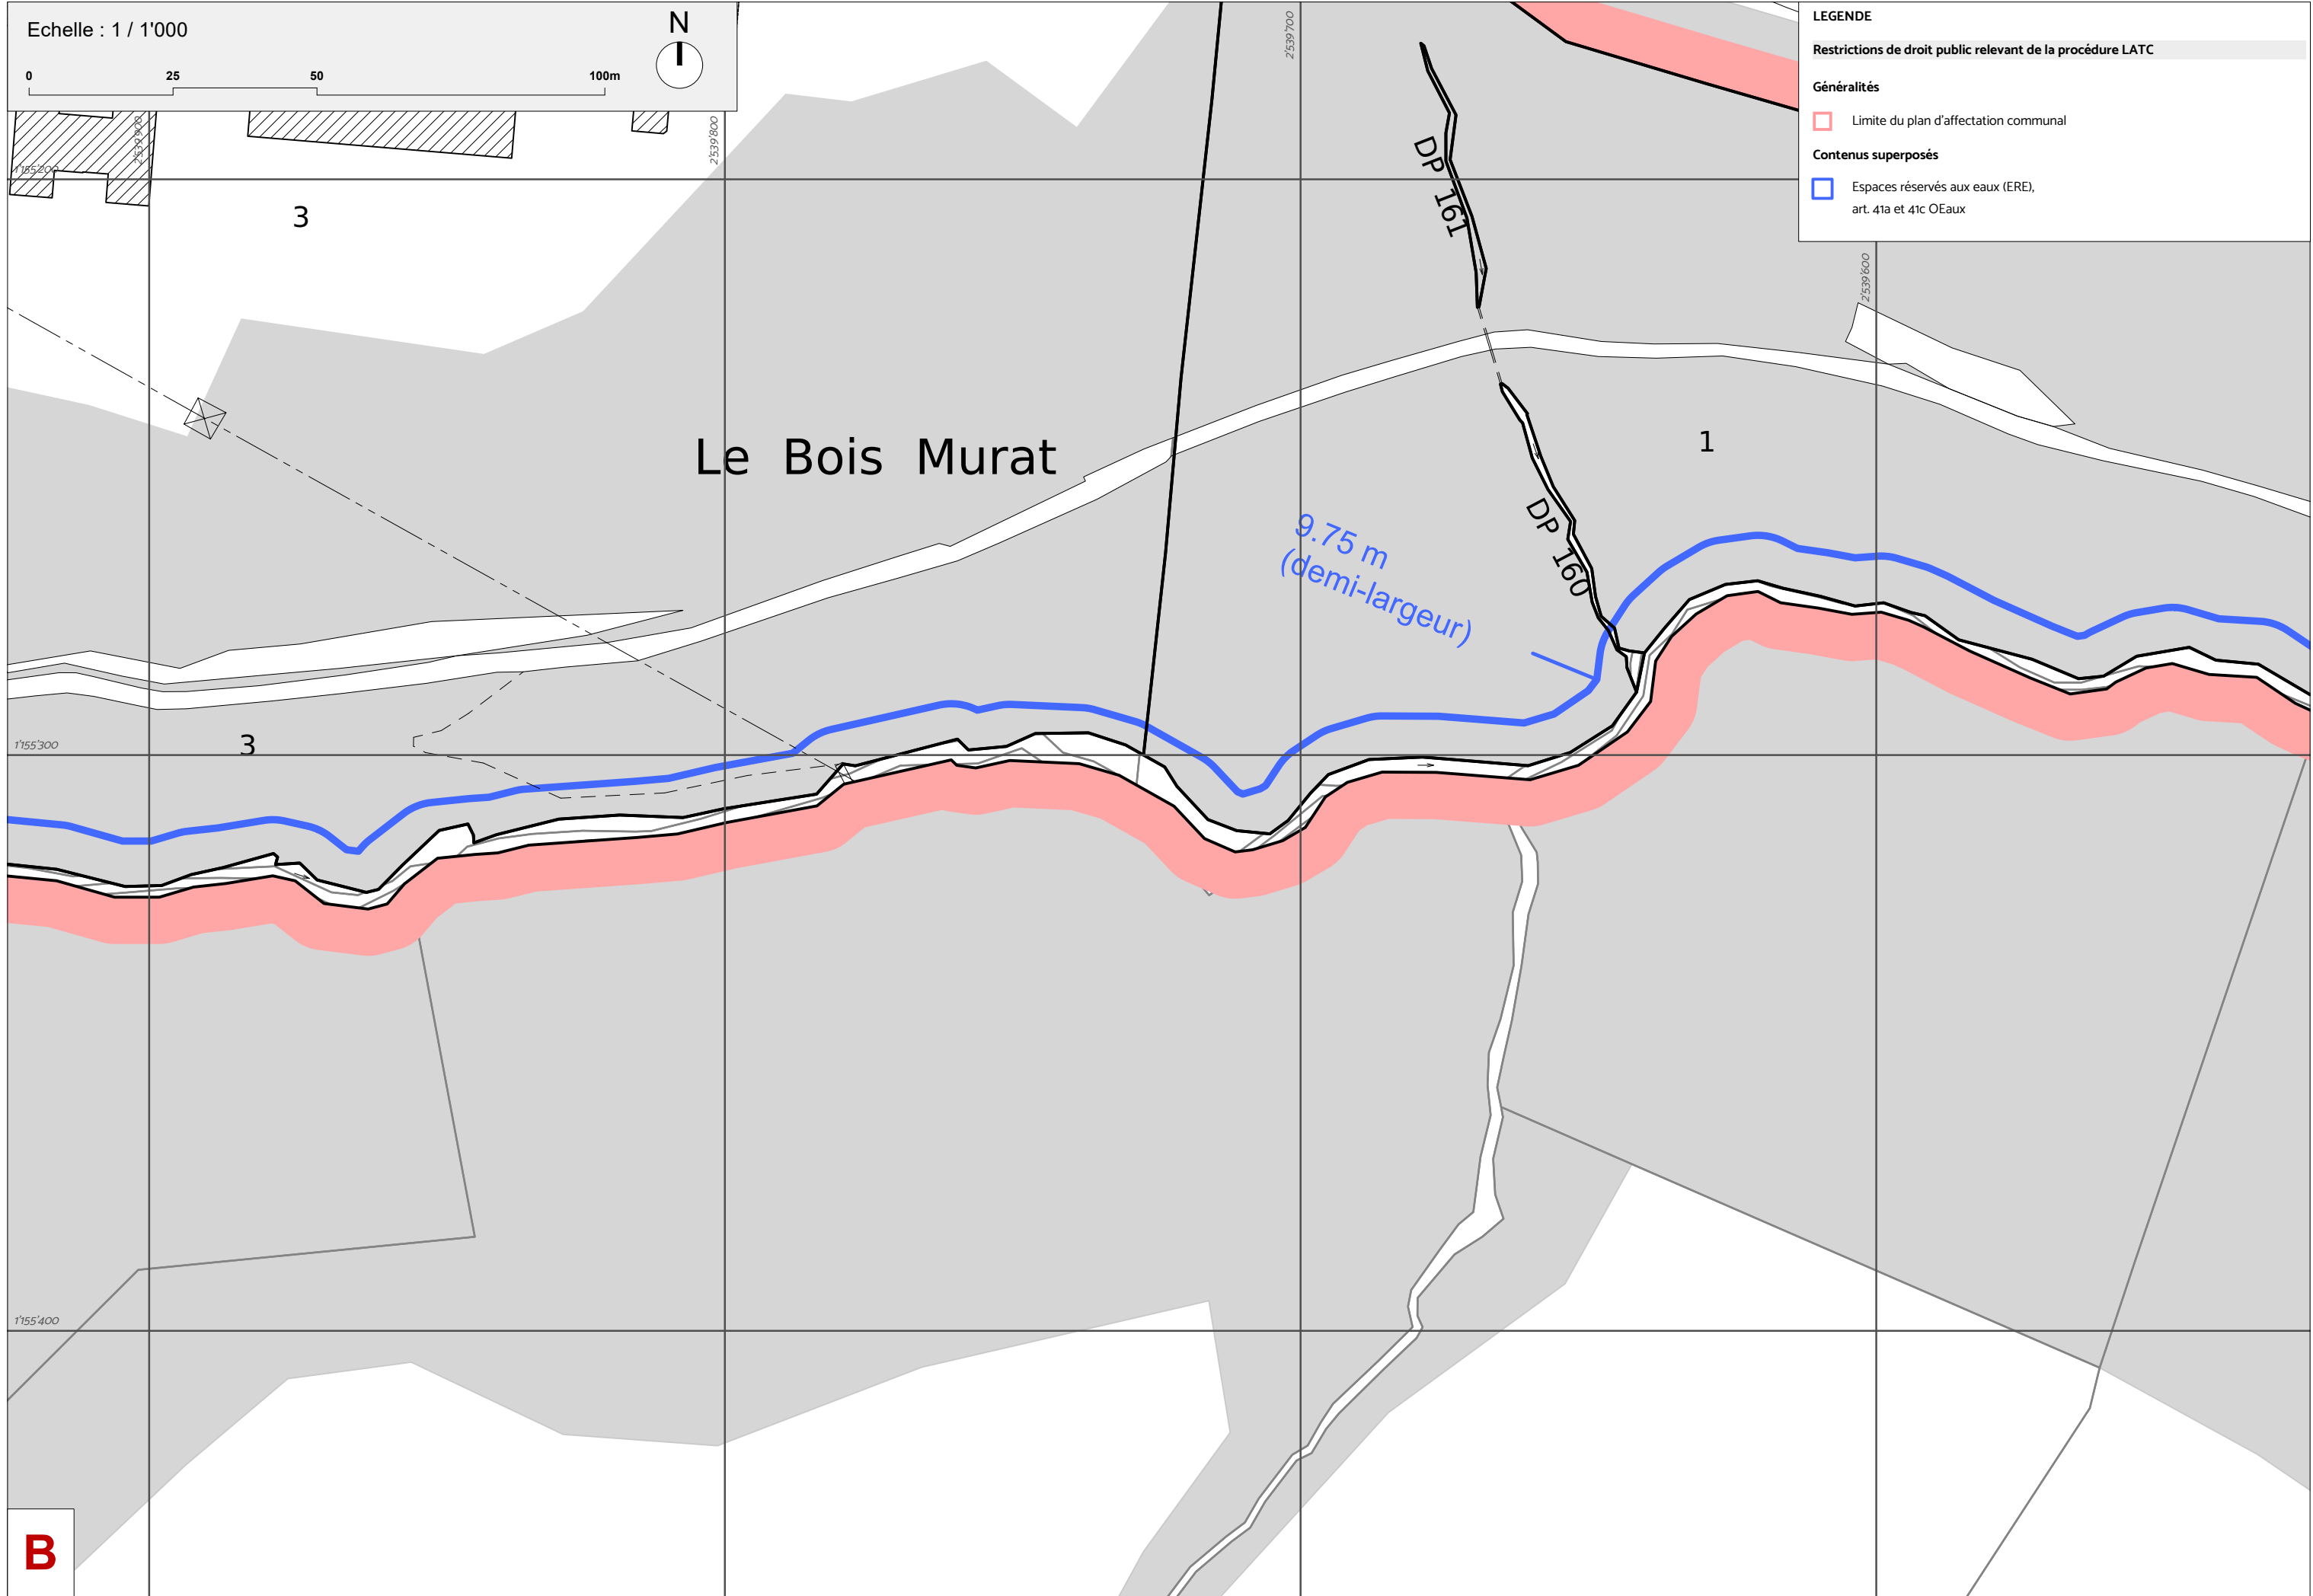 Echelle : 1 / 1'000
N
0 25 50 100m
LEGENDE
Restrictions de droit public relevant de la procédure LATC
Généralités
Limite du plan d'affectation communal
Contenus superposés
Espaces réservés aux eaux (ERE),
art. 41a et 41c OEaux
2'539'900
2'539'800
2'539'700
2'539'600
1'155'200
3
DP 161
Le Bois Murat
1
9.75 m
(demi-largeur)
DP 160
3
1'155'300
1'155'400
B